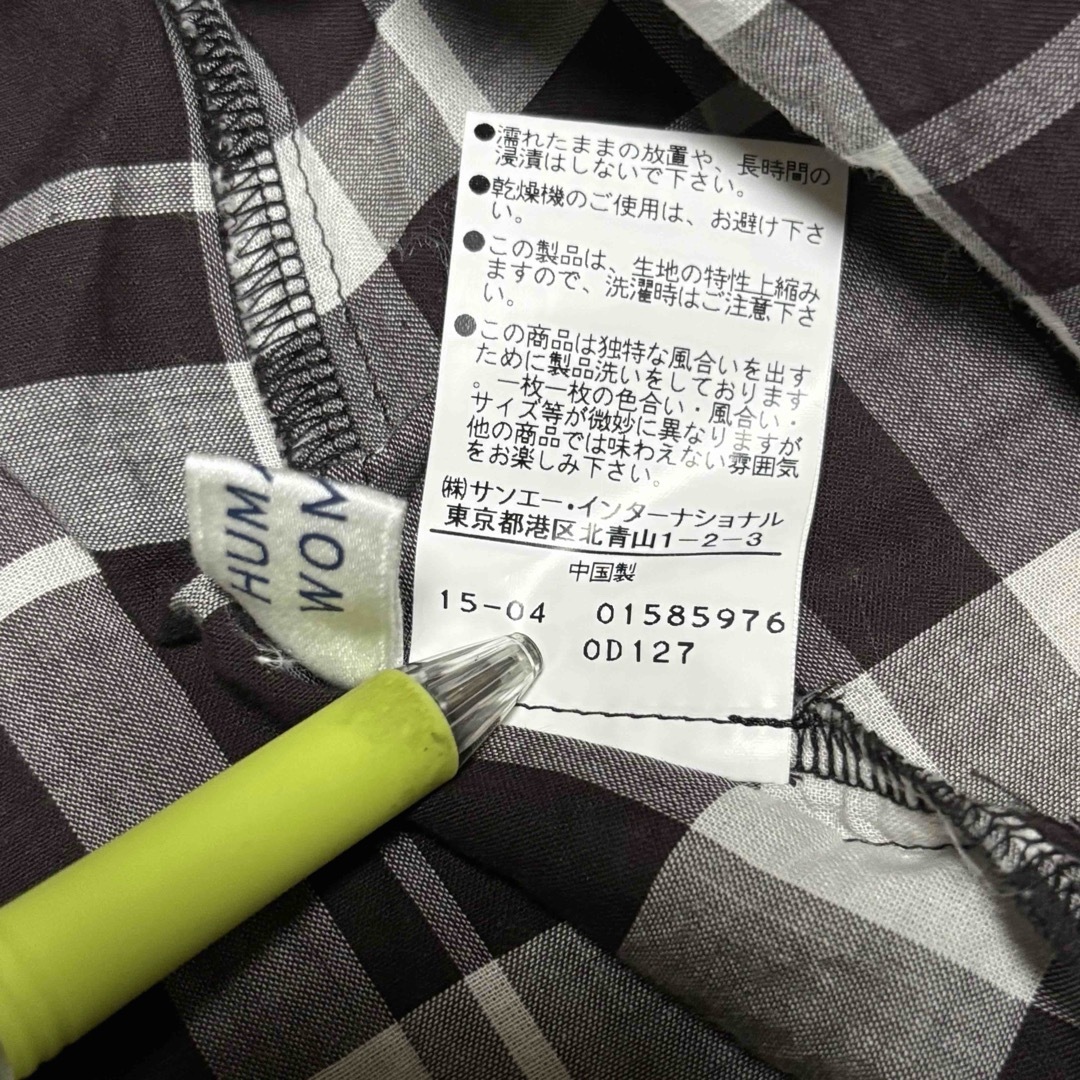 ●濡れたままの放置や、長時間の
浸漬はしないで下さい。
●乾燥機のご使用は、お避け下さ
い。
●この製品は、生地の特性上縮み
ますので、洗濯時はご注意下さ
い。
●この商品は独特な風合いを出す
ために製品洗いをしております
。一枚一枚の色合い・風合い・
サイズ等が微妙に異なりますが
他の商品では味わえない雰囲気
をお楽しみ下さい。
㈱サンエー・インターナショナル
東京都港区北青山1-2-3
中国製
15-04 01585976
0D127
HUM
WOM